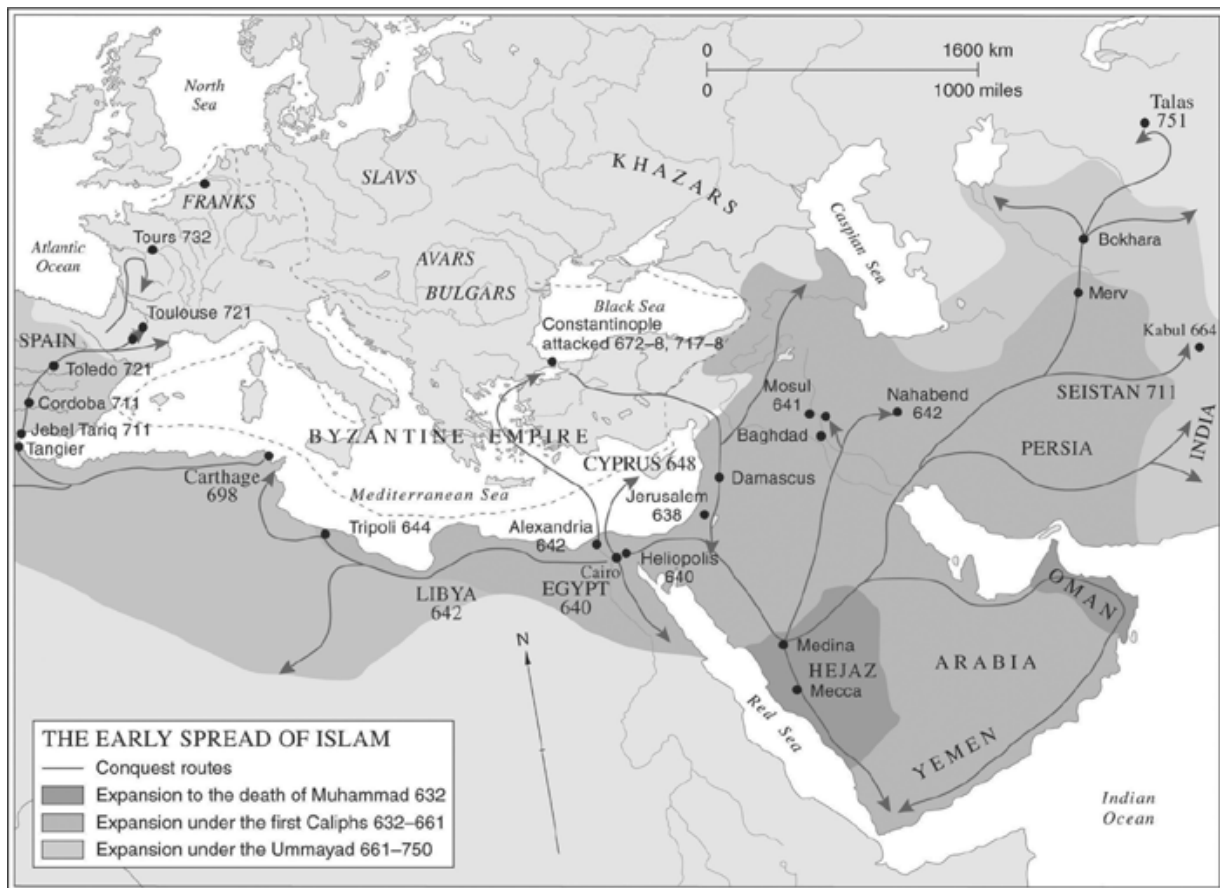 0 1600 km
0 1000 miles
North
Sea
Talas
751
KHAZARS
SLAVS
FRANKS
Caspian Sea
Atlantic
Ocean
Tours 732
Bokhara
AVARS
BULGARS
Merv
Black Sea
Toulouse 721
Constantinople
attacked 672–8, 717–8
Kabul 664
SPAIN
Toledo 721
Mosul
641
Nahabend
642
SEISTAN 711
Cordoba 711
Jebel Tariq 711
Tangier
BYZANTINE EMPIRE
Baghdad
INDIA
PERSIA
Carthage
698
CYPRUS 648
Damascus
Mediterranean Sea
Jerusalem
638
Tripoli 644
Alexandria
642
Cairo
Heliopolis
640
LIBYA
642
EGYPT
640
OMAN
N
Medina
HEJAZ
Mecca
ARABIA
Red Sea
YEMEN
Indian
Ocean
THE EARLY SPREAD OF ISLAM
Conquest routes
Expansion to the death of Muhammad 632
Expansion under the first Caliphs 632–661
Expansion under the Ummayad 661–750